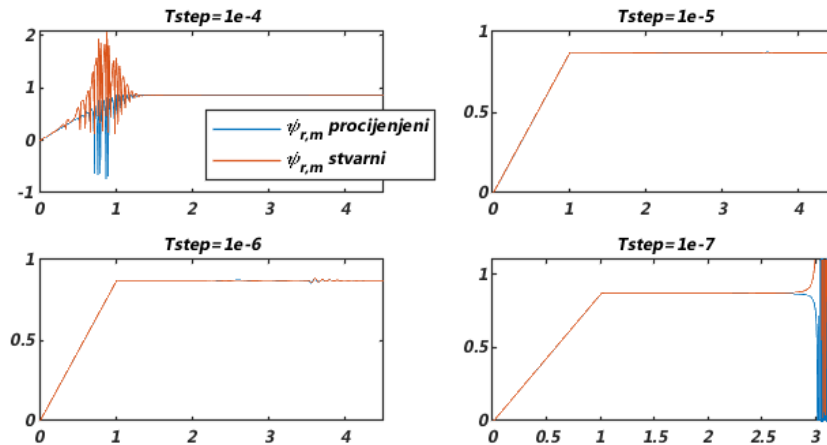 Tstep=1e-4
2
1
0
-1
0 1 2 3 4
ψr,m procijenjeni
ψr,m stvarni
Tstep=1e-5
1
0.5
0
0 1 2 3 4
Tstep=1e-6
1
0.5
0
0 1 2 3 4
Tstep=1e-7
1
0.5
0
0 0.5 1 1.5 2 2.5 3